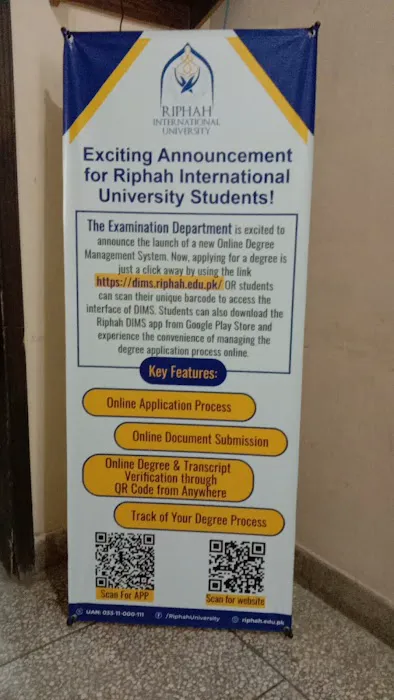 RIPHAH
INTERNATIONAL
UNIVERSITY
Exciting Announcement
for Riphah International
University Students!
The Examination Department is excited to
announce the launch of a new Online Degree
Management System. Now, applying for a degree is
just a click away by using the link
https://dims.riphah.edu.pk/ OR students
can scan their unique barcode to access the
interface of DIMS. Students can also download the
Riphah DIMS app from Google Play Store and
experience the convenience of managing the
degree application process online.
Key Features:
Online Application Process
Online Document Submission
Online Degree & Transcript
Verification through
QR Code from Anywhere
Track of Your Degree Process
Scan For APP
Scan for website
UAN: 055-11-000-111
/RiphahUniversity
riphah.edu.pk